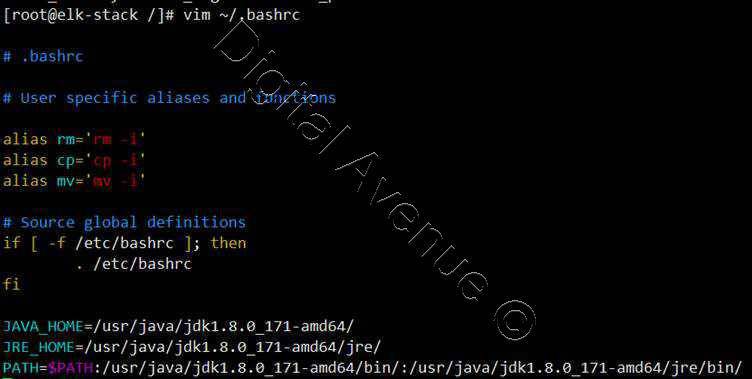 [root@elk-stack /]# vim ~/.bashrc
# .bashrc
# User specific aliases and functions
alias rm='rm -i'
alias cp='cp -i'
alias mv='mv -i'
# Source global definitions
if [ -f /etc/bashrc ]; then
        . /etc/bashrc
fi
JAVA_HOME=/usr/java/jdk1.8.0_171-amd64/
JRE_HOME=/usr/java/jdk1.8.0_171-amd64/jre/
PATH=$PATH:/usr/java/jdk1.8.0_171-amd64/bin/:/usr/java/jdk1.8.0_171-amd64/jre/bin/
Digital Avenue ©